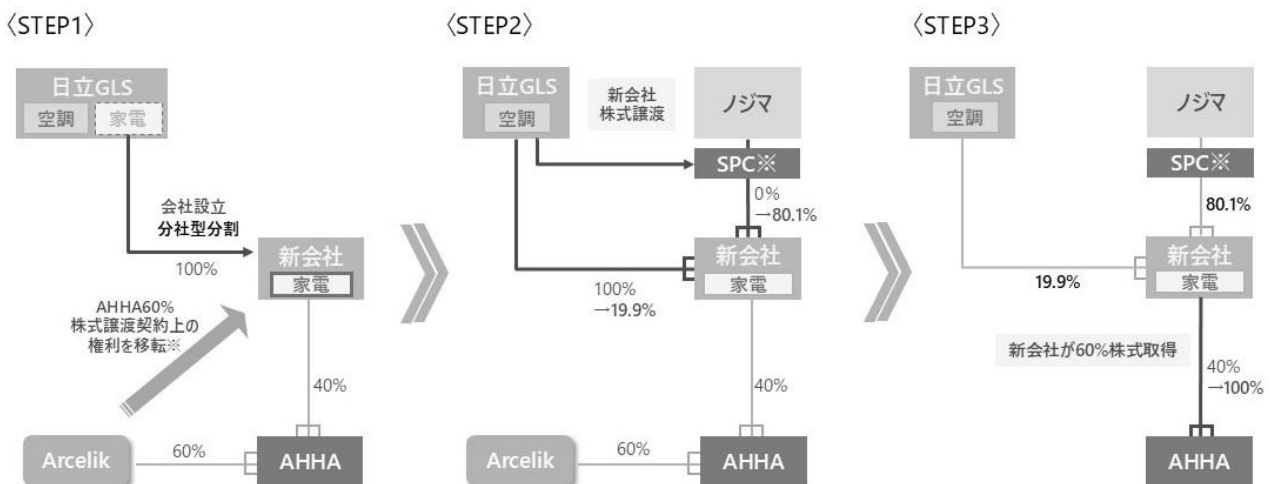 〈STEP1〉
日立GLS
空調
家電
会社設立
分社型分割
100%
新会社
家電
AHHA60%
株式譲渡契約上の
権利を移転※
40%
Arcelik
60%
AHHA
〈STEP2〉
日立GLS
空調
新会社
株式譲渡
ノジマ
SPC※
0%
→80.1%
新会社
家電
100%
→19.9%
40%
Arcelik
60%
AHHA
〈STEP3〉
日立GLS
空調
ノジマ
SPC※
80.1%
新会社
家電
19.9%
新会社が60%株式取得
40%
→100%
AHHA